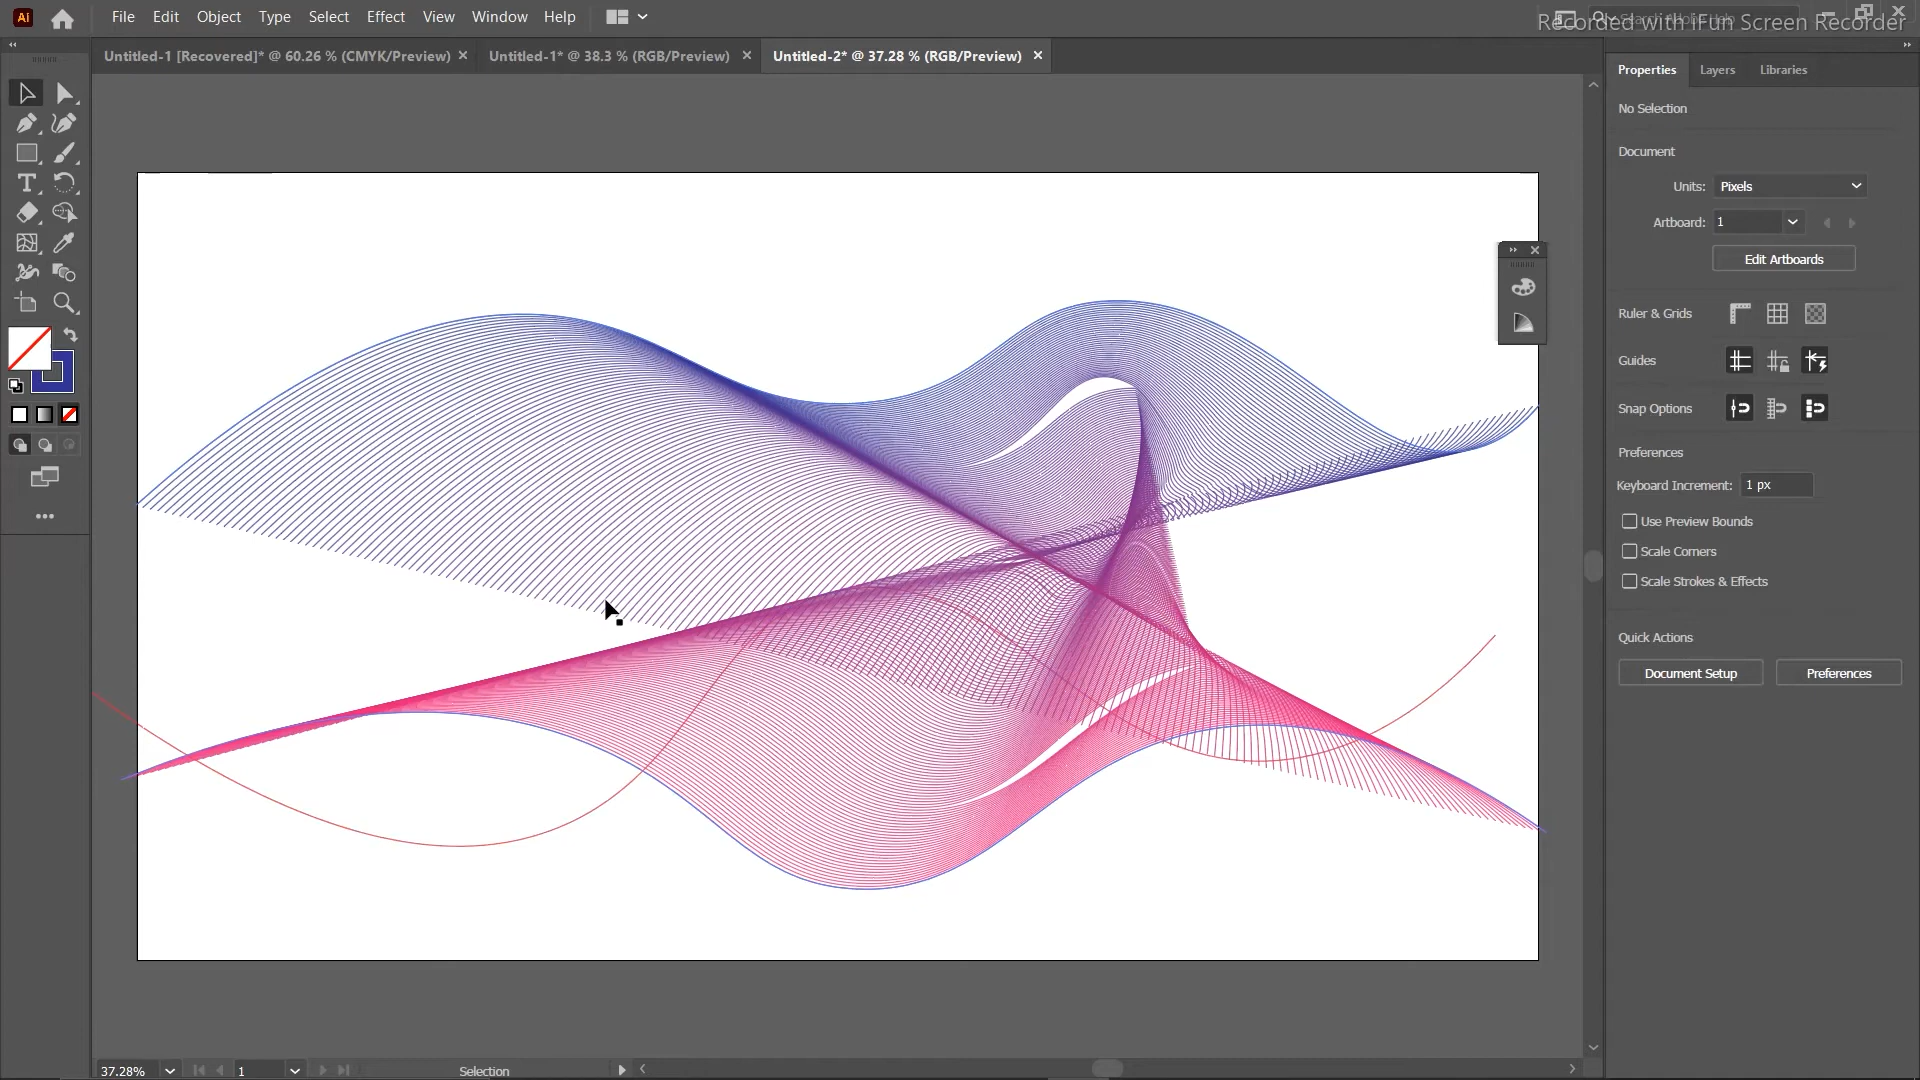 Ai File Edit Object Type Select Effect View Window Help Search Adobe Help
Recorded with iFun Screen Recorder
Untitled-1 [Recovered]* @ 60.26 % (CMYK/Preview) Untitled-1* @ 38.3 % (RGB/Preview) Untitled-2* @ 37.28 % (RGB/Preview)
Properties Layers Libraries
No Selection
Document
Units: Pixels
Artboard: 1
Edit Artboards
Ruler & Grids
Guides
Snap Options
Preferences
Keyboard Increment: 1 px
Use Preview Bounds
Scale Corners
Scale Strokes & Effects
Quick Actions
Document Setup Preferences
37.28% 1 Selection